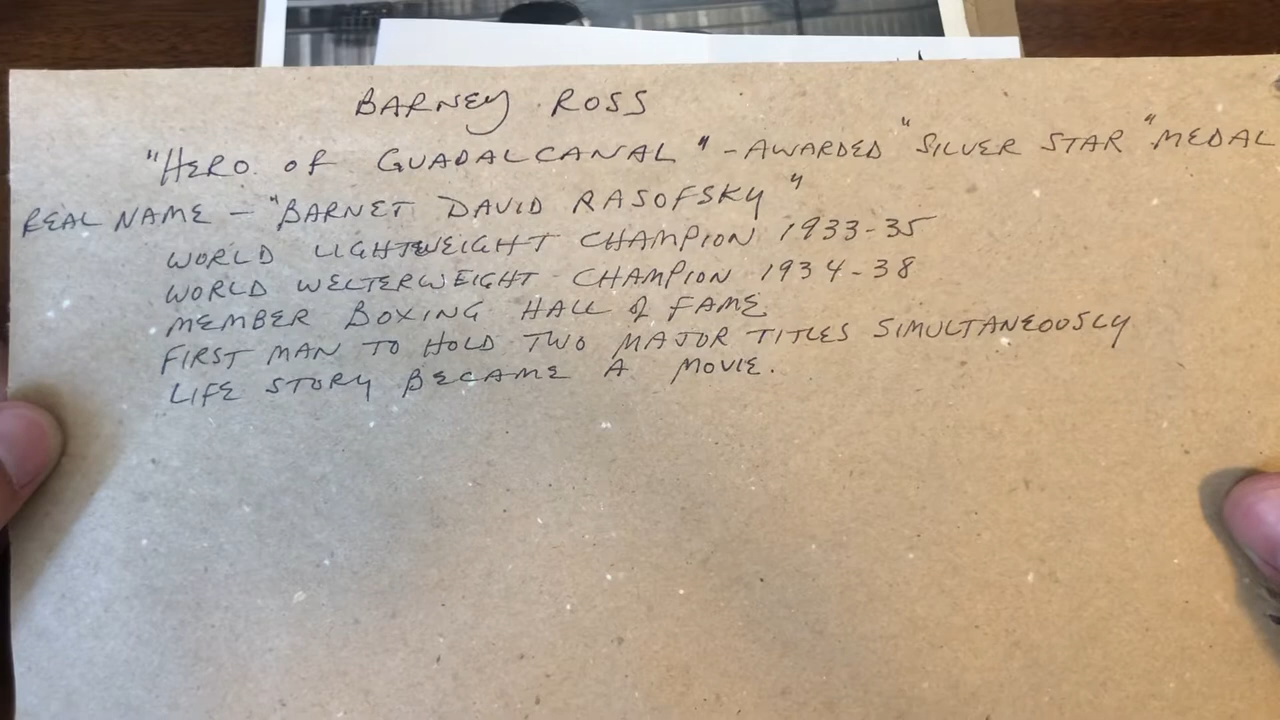 BARNEY ROSS
"HERO OF GUADALCANAL" - AWARDED "SILVER STAR" MEDAL
REAL NAME - "BARNET DAVID RASOFSKY"
WORLD LIGHTWEIGHT CHAMPION 1933-35
WORLD WELTERWEIGHT CHAMPION 1934-38
MEMBER BOXING HALL of FAME
FIRST MAN TO HOLD TWO MAJOR TITLES SIMULTANEOUSLY
LIFE STORY BECAME A MOVIE.